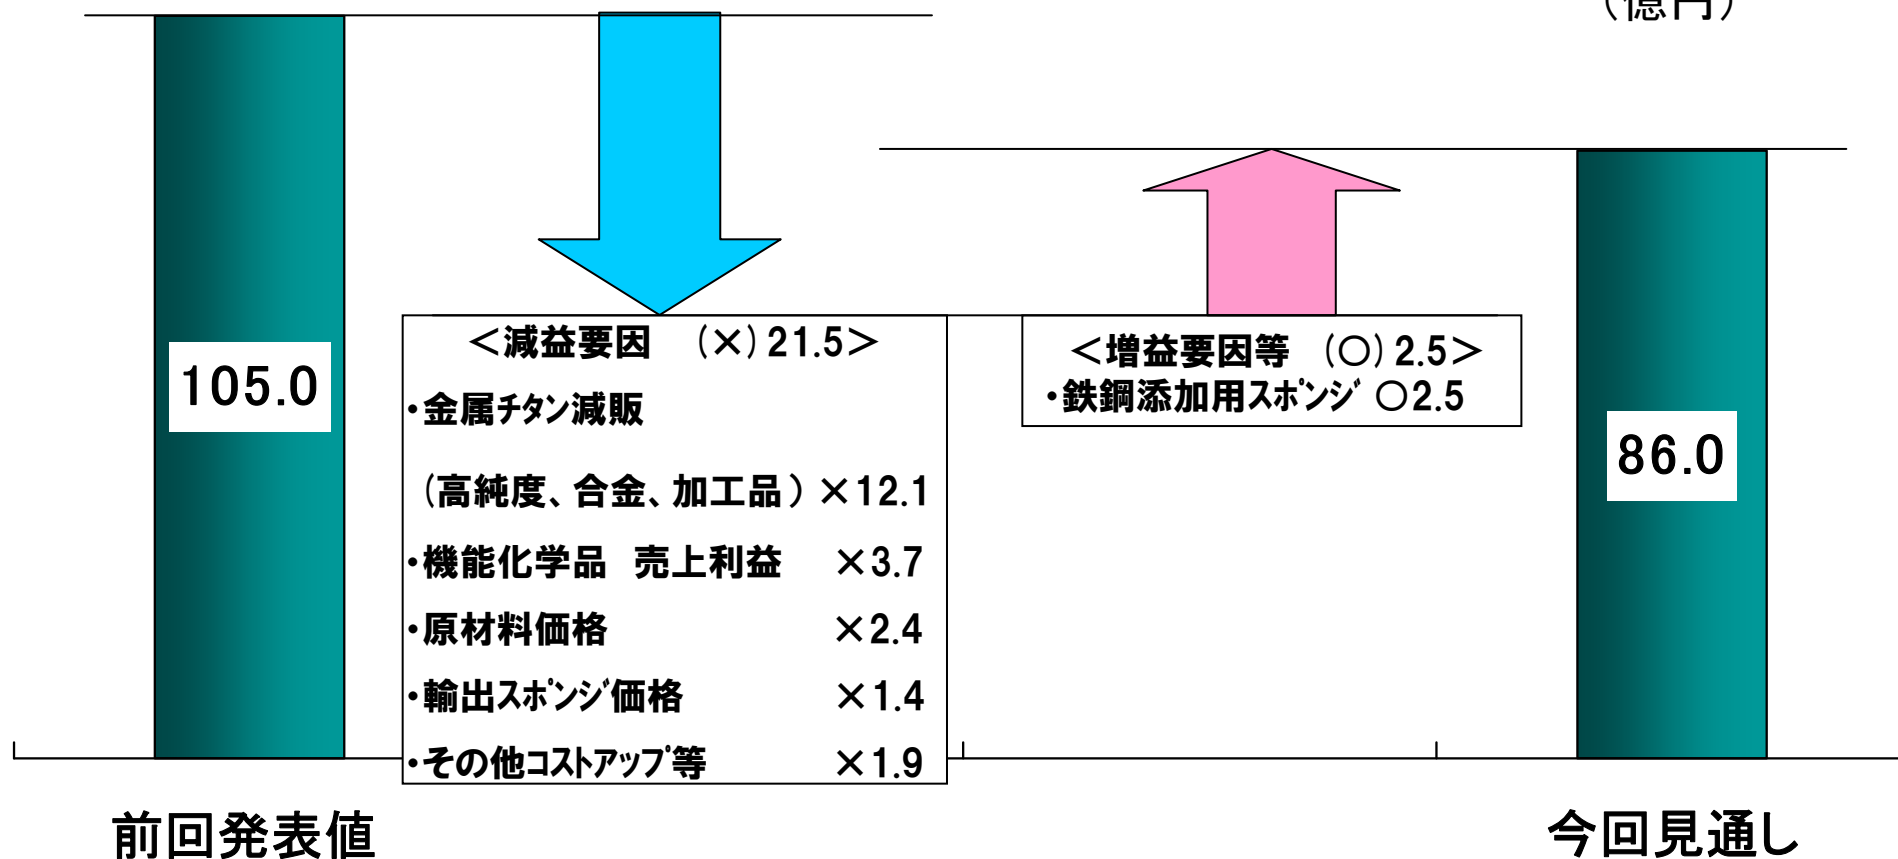 (億円)
105.0
<減益要因 (×)21.5>
・金属チタン減販
(高純度、合金、加工品)×12.1
・機能化学品 売上利益 ×3.7
・原材料価格 ×2.4
・輸出スポンジ価格 ×1.4
・その他コストアップ等 ×1.9
<増益要因等 (○)2.5>
・鉄鋼添加用スポンジ ○2.5
86.0
前回発表値
今回見通し